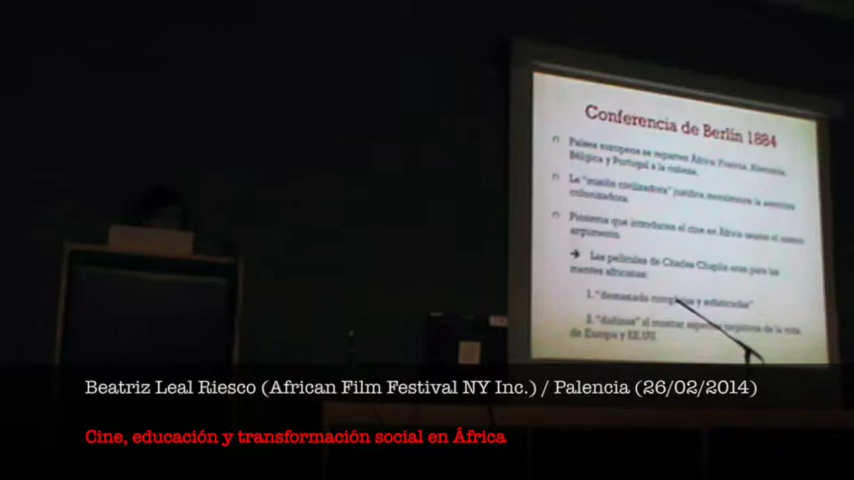 Conferencia de Berlín 1884
Países europeos se reparten África: Francia, Alemania,
Bélgica y Portugal a la cabeza.
La "misión civilizadora" justifica moralmente la
colonizadora.
Pioneros que introducen el cine en África usaron el mismo
argumento.
➔ Las películas de Charles Chaplin eran para las
mentes africanas:
1. "demasiado complejas y sofisticadas"
2. "dañinas" al mostrar aspectos negativos de la vida
de Europa y EE.UU.
Beatriz Leal Riesco (African Film Festival NY Inc.) / Palencia (26/02/2014)
Cine, educación y transformación social en África